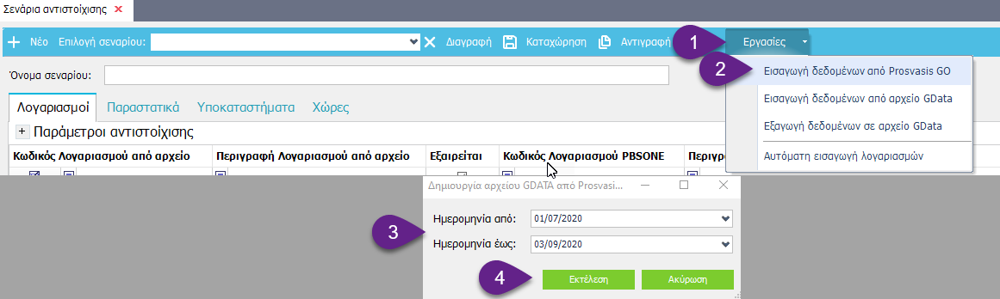 Σενάρια αντιστοίχισης
Νέο Επιλογή σεναρίου: Διαγραφή Καταχώρηση Αντιγραφή 1 Εργασίες
Όνομα σεναρίου:
2 Εισαγωγή δεδομένων από Prosvasis GO
Εισαγωγή δεδομένων από αρχείο GData
Εξαγωγή δεδομένων σε αρχείο GData
Αυτόματη εισαγωγή λογαριασμών
Λογαριασμοί Παραστατικά Υποκαταστήματα Χώρες
+ Παράμετροι αντιστοίχισης
Κωδικός Λογαριασμού από αρχείο Περιγραφή Λογαριασμού από αρχείο Εξαιρείται Κωδικός Λογαριασμού PBSONE
Δημιουργία αρχείου GDATA από Prosvasi...
3 Ημερομηνία από: 01/07/2020
Ημερομηνία έως: 03/09/2020
4 Εκτέλεση Ακύρωση